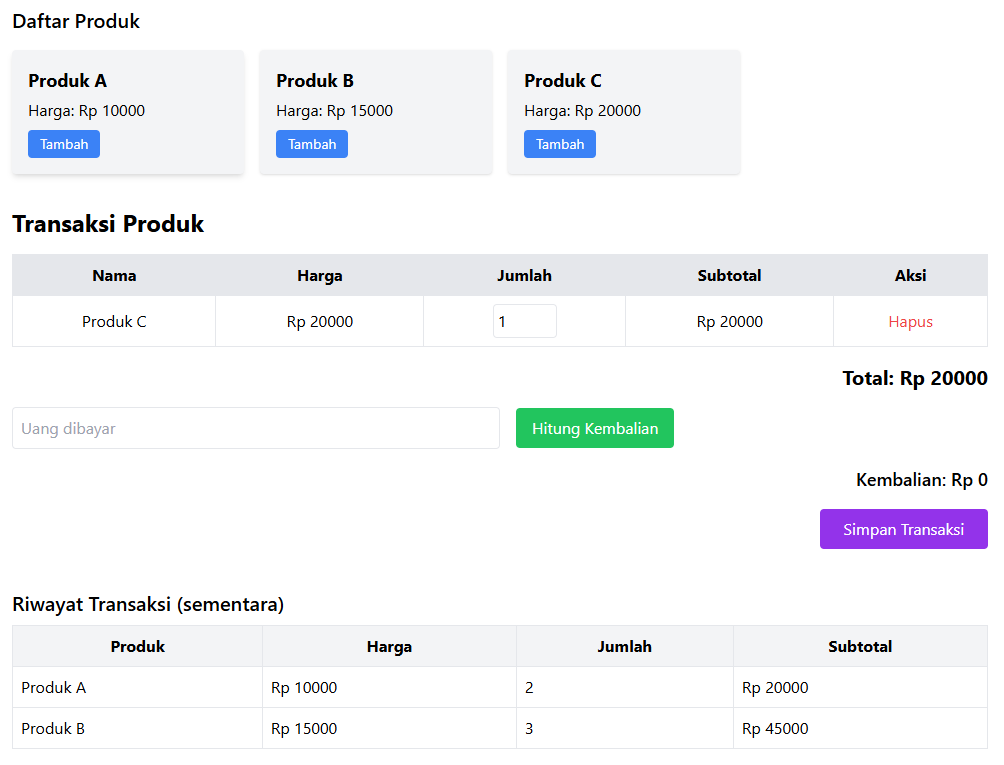 Daftar Produk
Produk A Produk B Produk C
Harga: Rp 10000 Harga: Rp 15000 Harga: Rp 20000
Tambah Tambah Tambah
Transaksi Produk
Nama Harga Jumlah Subtotal Aksi
Produk C Rp 20000 1 Rp 20000 Hapus
Total: Rp 20000
Uang dibayar Hitung Kembalian
Kembalian: Rp 0
Simpan Transaksi
Riwayat Transaksi (sementara)
Produk Harga Jumlah Subtotal
Produk A Rp 10000 2 Rp 20000
Produk B Rp 15000 3 Rp 45000